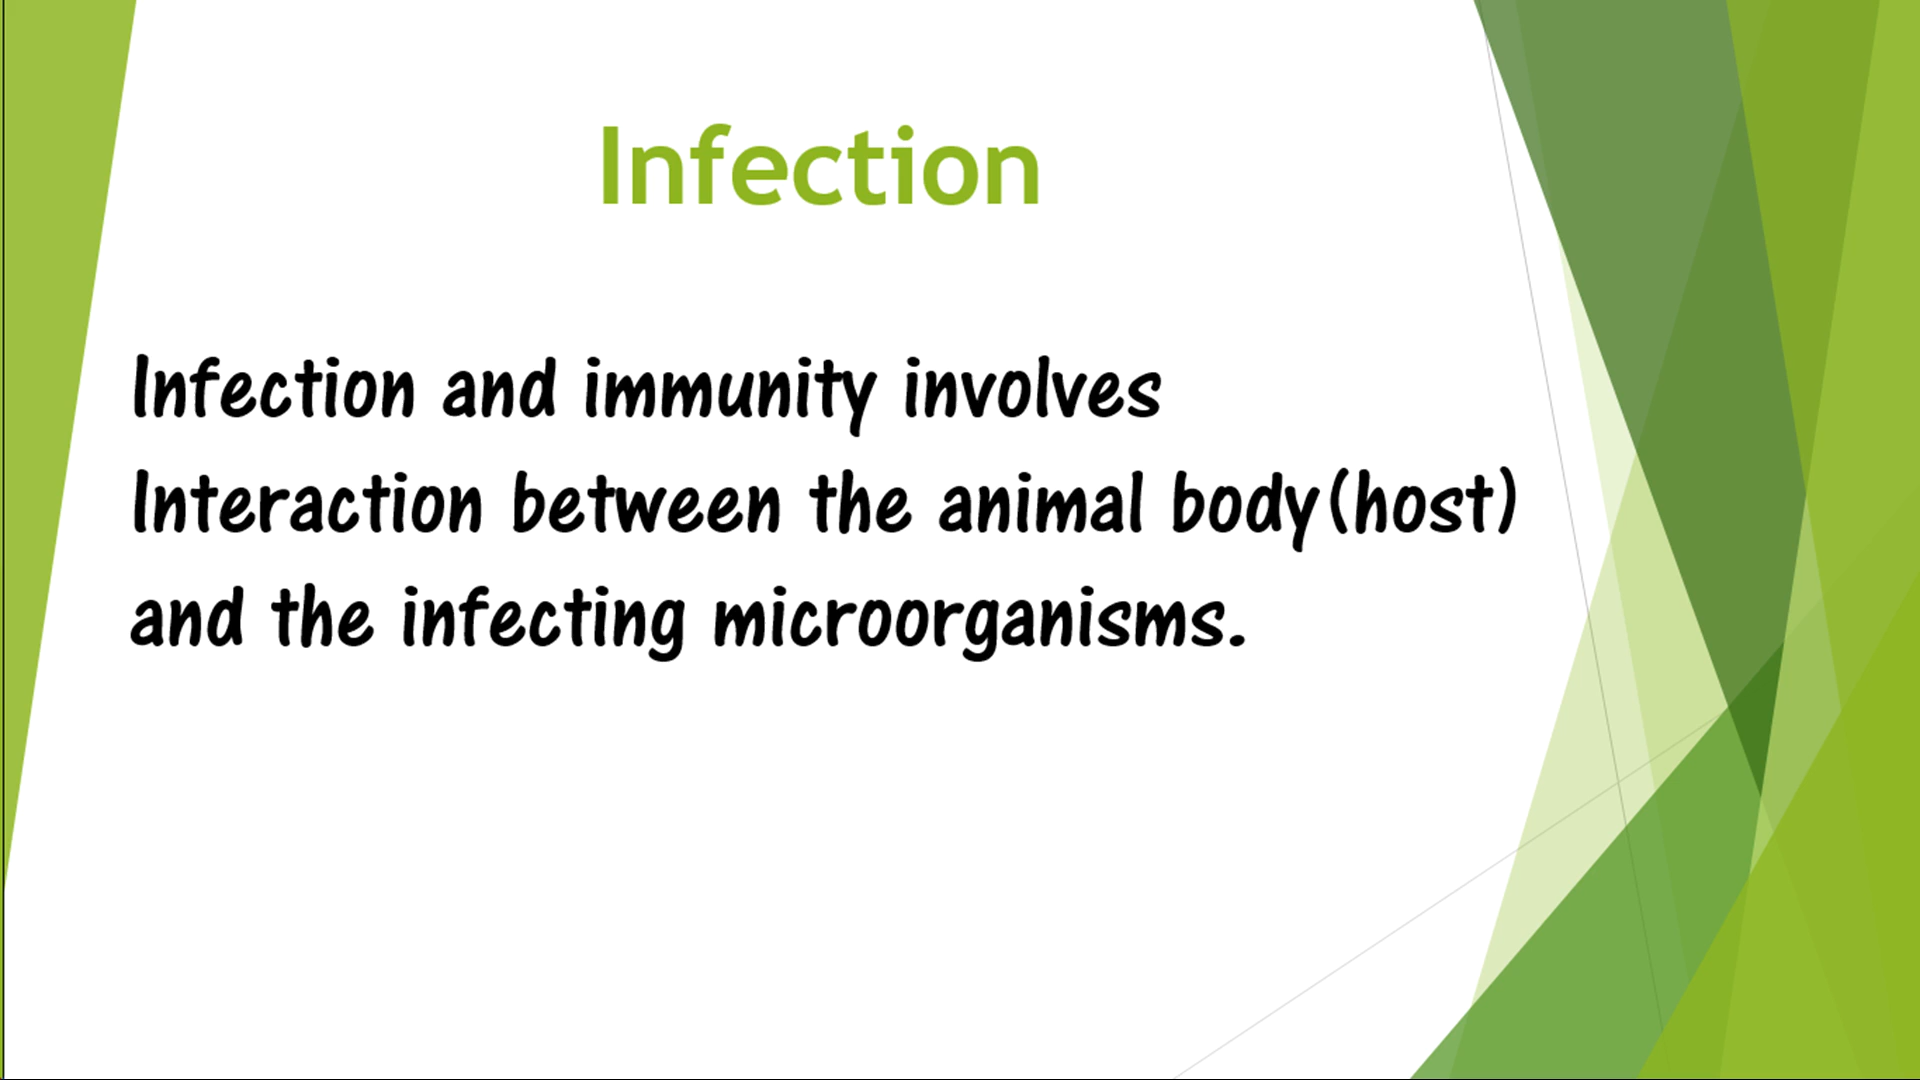 Infection
Infection and immunity involves
Interaction between the animal body(host)
and the infecting microorganisms.